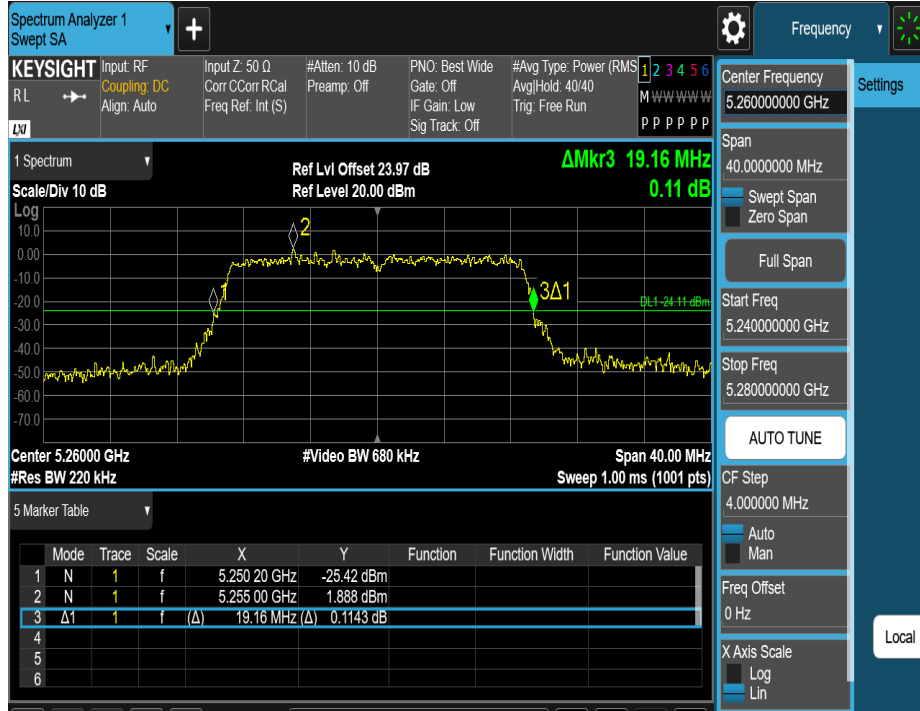 Spectrum Analyzer 1
Swept SA
+
Frequency
KEYSIGHT
RL
LXI
Input: RF
Coupling: DC
Align: Auto
Input Z: 50 Ω
Corr CCorr RCal
Freq Ref: Int (S)
#Atten: 10 dB
Preamp: Off
PNO: Best Wide
Gate: Off
IF Gain: Low
Sig Track: Off
#Avg Type: Power (RMS
Avg|Hold: 40/40
Trig: Free Run
1 2 3 4 5 6
M W W W W W
P P P P P P
1 Spectrum
Scale/Div 10 dB
Ref Lvl Offset 23.97 dB
Ref Level 20.00 dBm
ΔMkr3 19.16 MHz
0.11 dB
Log
10.0
0.00
-10.0
-20.0
-30.0
-40.0
-50.0
-60.0
-70.0
2
1
3Δ1
DL1 -24.11 dBm
Center 5.26000 GHz
#Video BW 680 kHz
Span 40.00 MHz
#Res BW 220 kHz
Sweep 1.00 ms (1001 pts)
5 Marker Table
Mode Trace Scale X Y Function Function Width Function Value
1 N 1 f 5.250 20 GHz -25.42 dBm
2 N 1 f 5.255 00 GHz 1.888 dBm
3 Δ1 1 f (Δ) 19.16 MHz (Δ) 0.1143 dB
4
5
6
Center Frequency
5.260000000 GHz
Span
40.0000000 MHz
Swept Span
Zero Span
Full Span
Start Freq
5.240000000 GHz
Stop Freq
5.280000000 GHz
AUTO TUNE
CF Step
4.000000 MHz
Auto
Man
Freq Offset
0 Hz
X Axis Scale
Log
Lin
Settings
Local